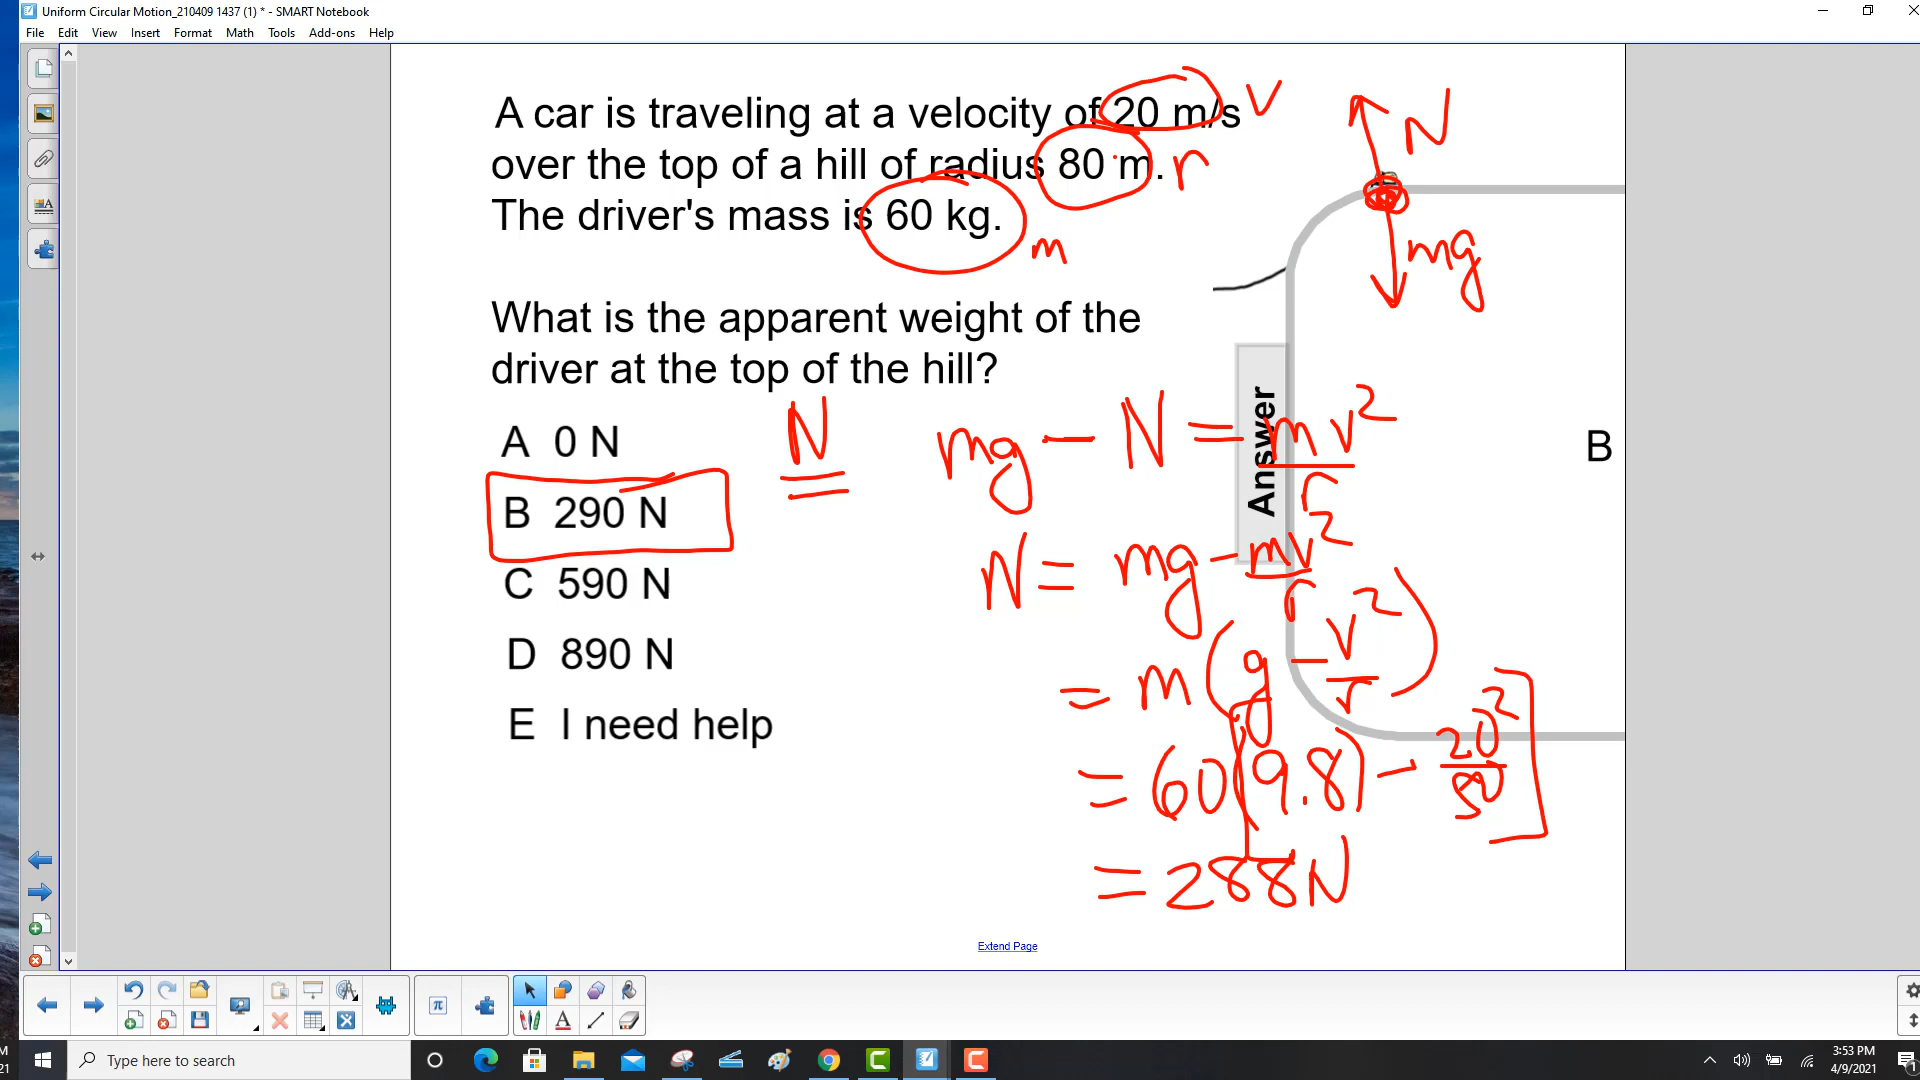 Uniform Circular Motion_210409 1437 (1) * - SMART Notebook
File Edit View Insert Format Math Tools Add-ons Help
A car is traveling at a velocity of 20 m/s v
over the top of a hill of radius 80 m. r
The driver's mass is 60 kg. m
N
mg
What is the apparent weight of the
driver at the top of the hill?
A 0 N
B 290 N
C 590 N
D 890 N
E I need help
N
Answer
B
mg - N = mv²/r
N = mg - mv²/r
= m(g - v²/r)
= 60[(9.8) - 20²/80]
= 288N
Extend Page
π
A
Type here to search
3:53 PM
4/9/2021